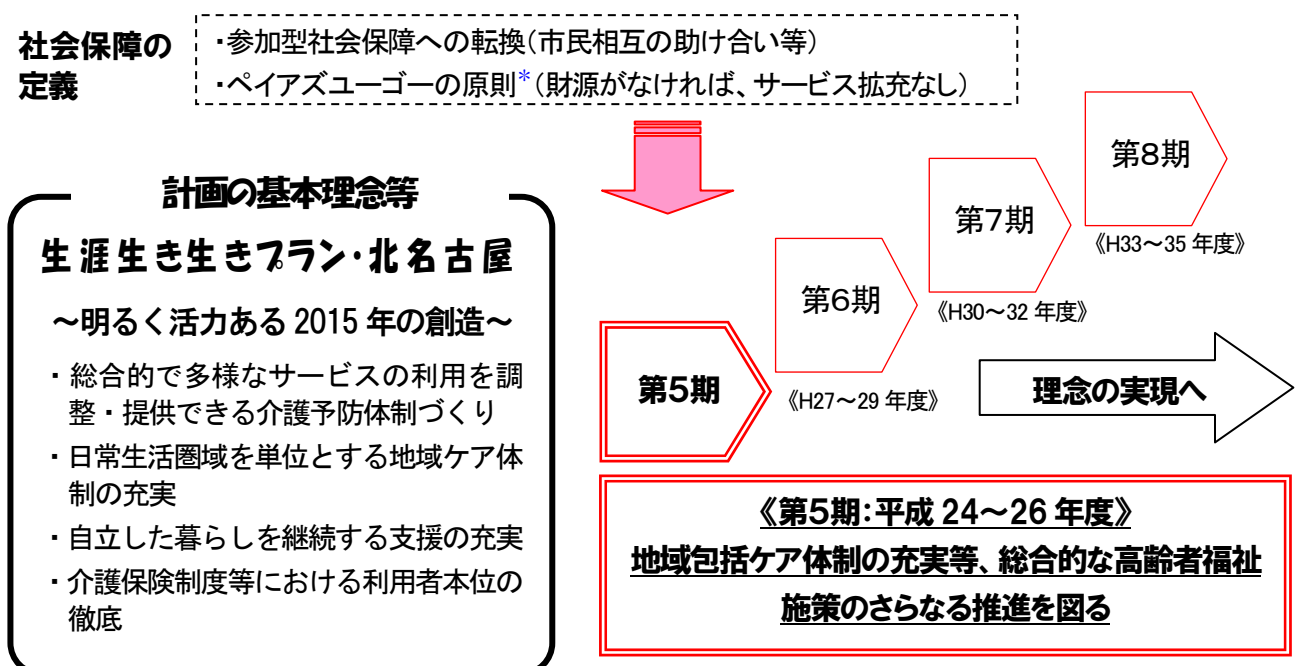 社会保障の
定義
・参加型社会保障への転換(市民相互の助け合い等)
・ペイアズユーゴーの原則*(財源がなければ、サービス拡充なし)
計画の基本理念等
生涯生き生きプラン・北名古屋
～明るく活力ある 2015 年の創造～
・総合的で多様なサービスの利用を調
整・提供できる介護予防体制づくり
・日常生活圏域を単位とする地域ケア体
制の充実
・自立した暮らしを継続する支援の充実
・介護保険制度等における利用者本位の
徹底
第5期
第6期
《H27～29 年度》
第7期
《H30～32 年度》
第8期
《H33～35 年度》
理念の実現へ
《第5期:平成 24～26 年度》
地域包括ケア体制の充実等、総合的な高齢者福祉
施策のさらなる推進を図る